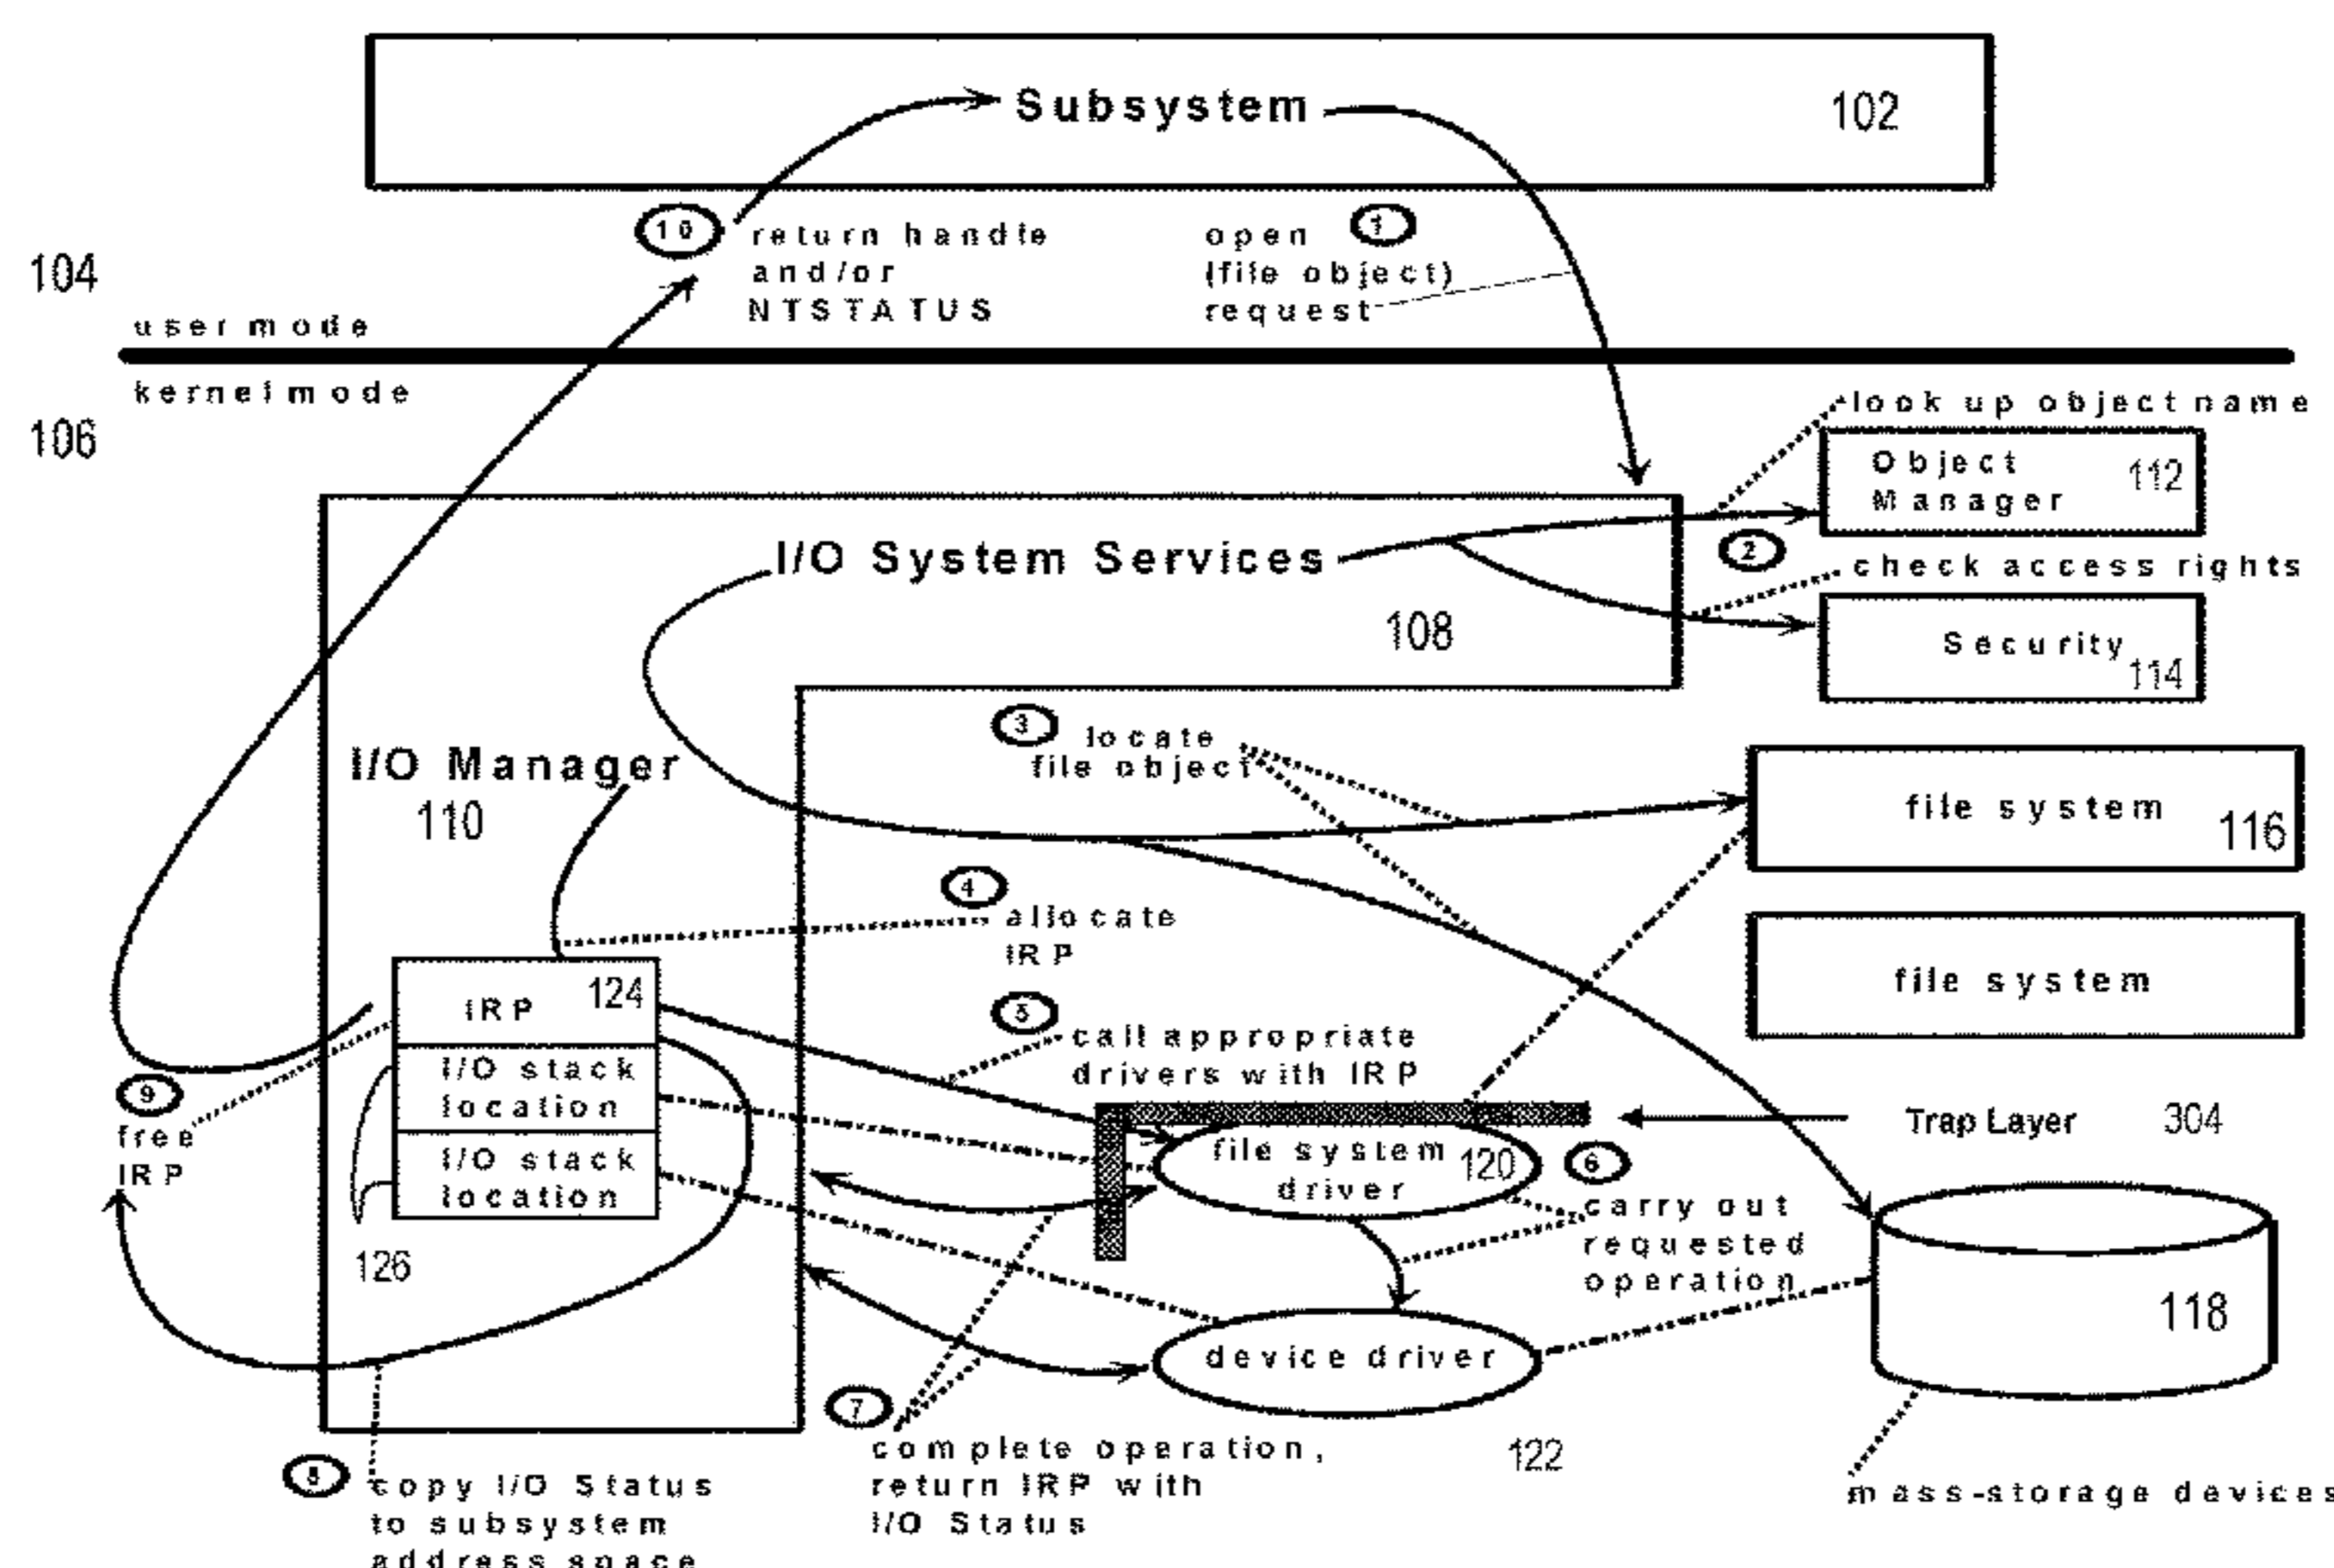 Subsystem
102
10
return handle
and/or
NTSTATUS
1
open
(file object)
request
104
user mode
kernel mode
106
look up object name
Object
Manager
112
2
check access rights
Security
114
I/O System Services
108
3
locate
file object
I/O Manager
110
file system
116
file system
4
allocate
IRP
IRP
124
I/O stack
location
I/O stack
location
126
5
call appropriate
drivers with IRP
Trap Layer
304
file system
driver
120
6
carry out
requested
operation
9
free
IRP
device driver
122
118
mass-storage devices
7
complete operation,
return IRP with
I/O Status
8
copy I/O Status
to subsystem
address space